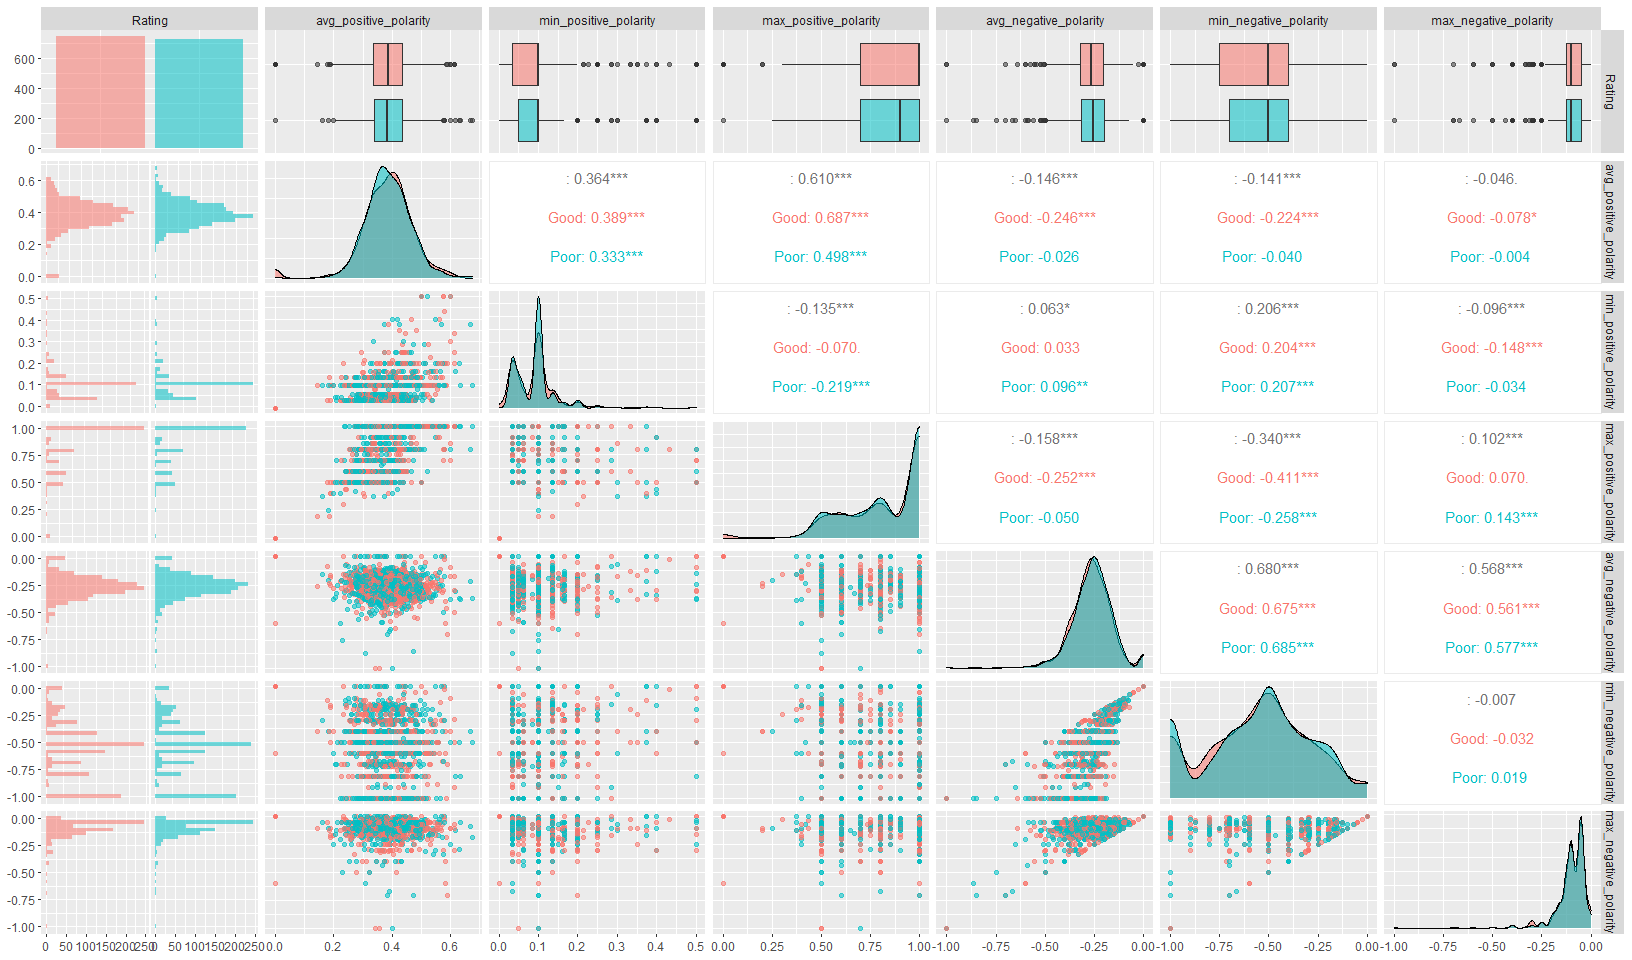 Rating
avg_positive_polarity
min_positive_polarity
max_positive_polarity
avg_negative_polarity
min_negative_polarity
max_negative_polarity
600
400
200
0
Rating
0.6
0.4
0.2
0.0
: 0.364***
: 0.610***
: -0.146***
: -0.141***
: -0.046.
Good: 0.389***
Good: 0.687***
Good: -0.246***
Good: -0.224***
Good: -0.078*
Poor: 0.333***
Poor: 0.498***
Poor: -0.026
Poor: -0.040
Poor: -0.004
avg_positive_polarity
0.5
0.4
0.3
0.2
0.1
0.0
: -0.135***
: 0.063*
: 0.206***
: -0.096***
Good: -0.070.
Good: 0.033
Good: 0.204***
Good: -0.148***
Poor: -0.219***
Poor: 0.096**
Poor: 0.207***
Poor: -0.034
min_positive_polarity
1.00
0.75
0.50
0.25
0.00
: -0.158***
: -0.340***
: 0.102***
Good: -0.252***
Good: -0.411***
Good: 0.070.
Poor: -0.050
Poor: -0.258***
Poor: 0.143***
max_positive_polarity
0.00
-0.25
-0.50
-0.75
-1.00
: 0.680***
: 0.568***
Good: 0.675***
Good: 0.561***
Poor: 0.685***
Poor: 0.577***
avg_negative_polarity
0.00
-0.25
-0.50
-0.75
-1.00
: -0.007
Good: -0.032
Poor: 0.019
min_negative_polarity
0.00
-0.25
-0.50
-0.75
-1.00
max_negative_polarity
0 50 100 150 200 250
0 50 100 150 200 250
0.0 0.2 0.4 0.6
0.0 0.1 0.2 0.3 0.4 0.5
0.00 0.25 0.50 0.75 1.00
-1.00 -0.75 -0.50 -0.25 0.00
-1.00 -0.75 -0.50 -0.25 0.00
-1.00 -0.75 -0.50 -0.25 0.00